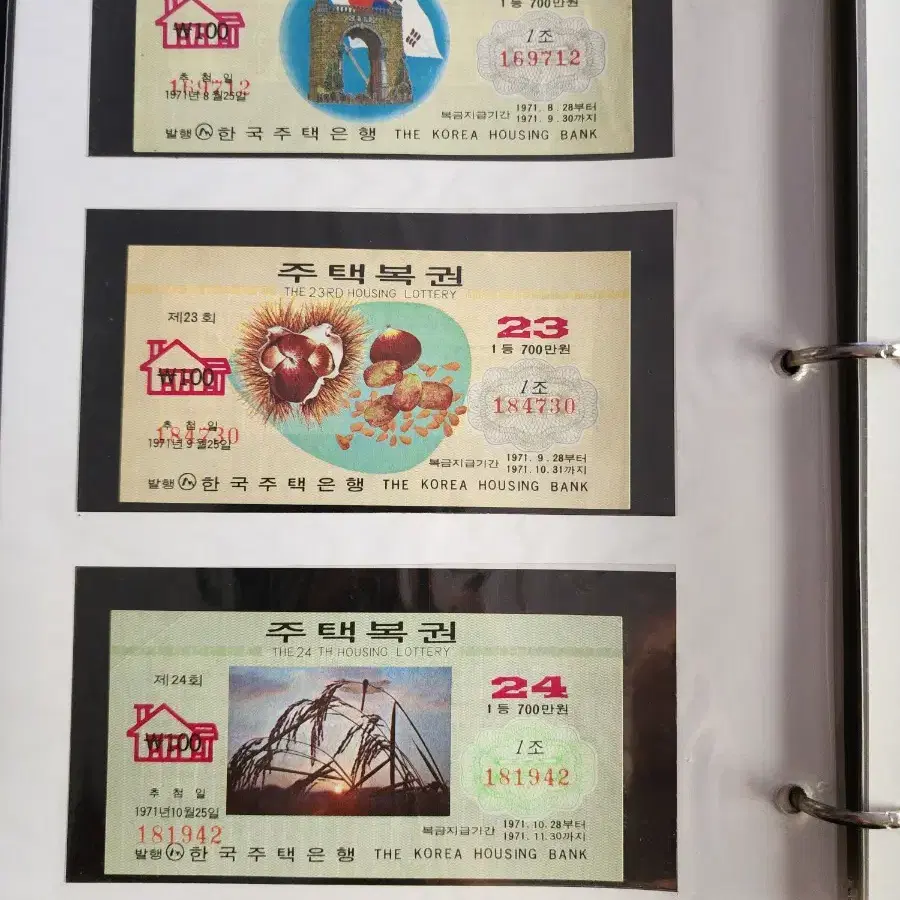 1등 700만원
₩100
1조
169712
추첨일
169712
1971년 8월25일
복금지급기간 1971. 8. 28부터
1971. 9. 30까지
발행 한국주택은행 THE KOREA HOUSING BANK
주택복권
THE 23RD HOUSING LOTTERY
제23회
23
1등 700만원
₩100
1조
184730
추첨일
184730
1971년 9월25일
복금지급기간 1971. 9. 28부터
1971. 10. 31까지
발행 한국주택은행 THE KOREA HOUSING BANK
주택복권
THE 24 TH HOUSING LOTTERY
제24회
24
1등 700만원
₩100
1조
181942
추첨일
1971년10월25일
181942
복금지급기간 1971. 10. 28부터
1971. 11. 30까지
발행 한국주택은행 THE KOREA HOUSING BANK